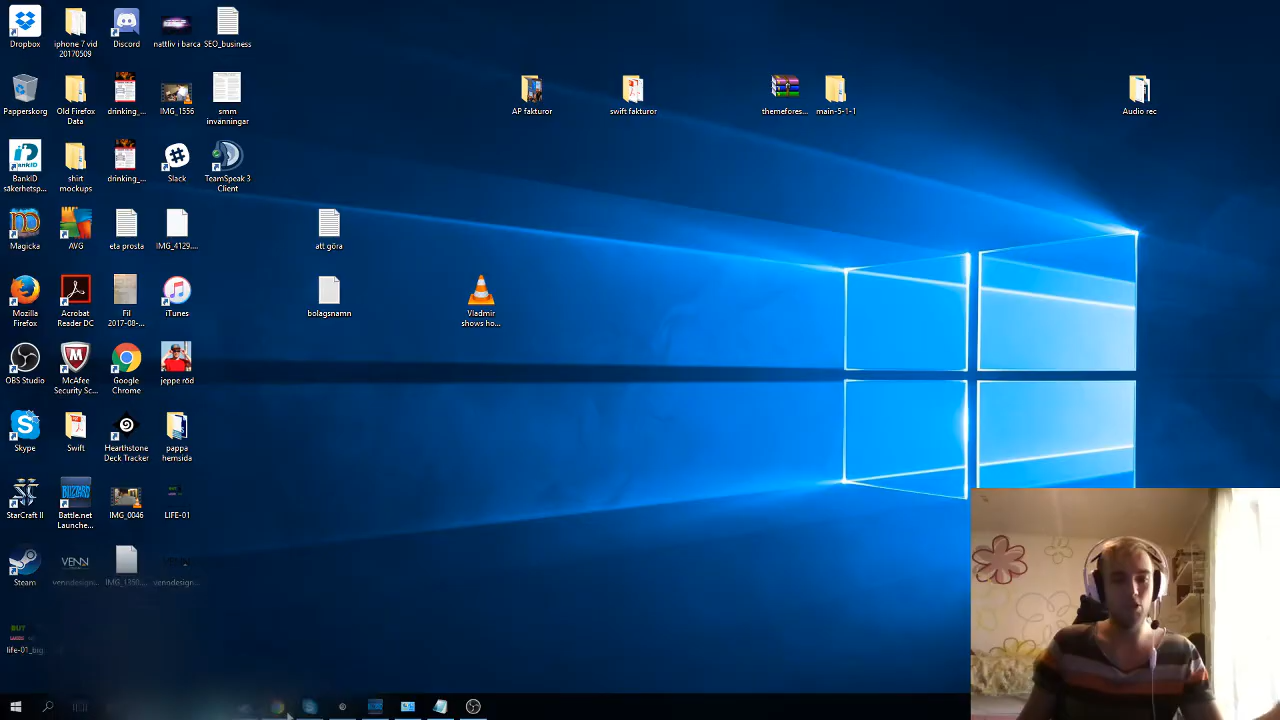 Dropbox
iphone 7 vid
20170509
Discord
nattliv i barca
SEO_business
Papperskorg
Old Firefox
Data
drinking_...
IMG_1556
smm
invanningar
BankID
säkerhetsp...
shirt
mockups
drinking_...
Slack
TeamSpeak 3
Client
Magicka
AVG
eta prosta
IMG_4129....
Mozilla
Firefox
Acrobat
Reader DC
Fil
2017-08-...
iTunes
OBS Studio
McAfee
Security Sc...
Google
Chrome
jeppe röd
Skype
Swift
Hearthstone
Deck Tracker
pappa
hemsida
StarCraft II
Battle.net
Launche...
IMG_0046
LIFE-01
Steam
VENN
venndesign...
IMG_1350....
venndesign...
BUT
life-01_big...
att göra
bolagsnamn
Vladmir
shows ho...
AP fakturor
swift fakturor
themefores...
main-5-1-1
Audio rec